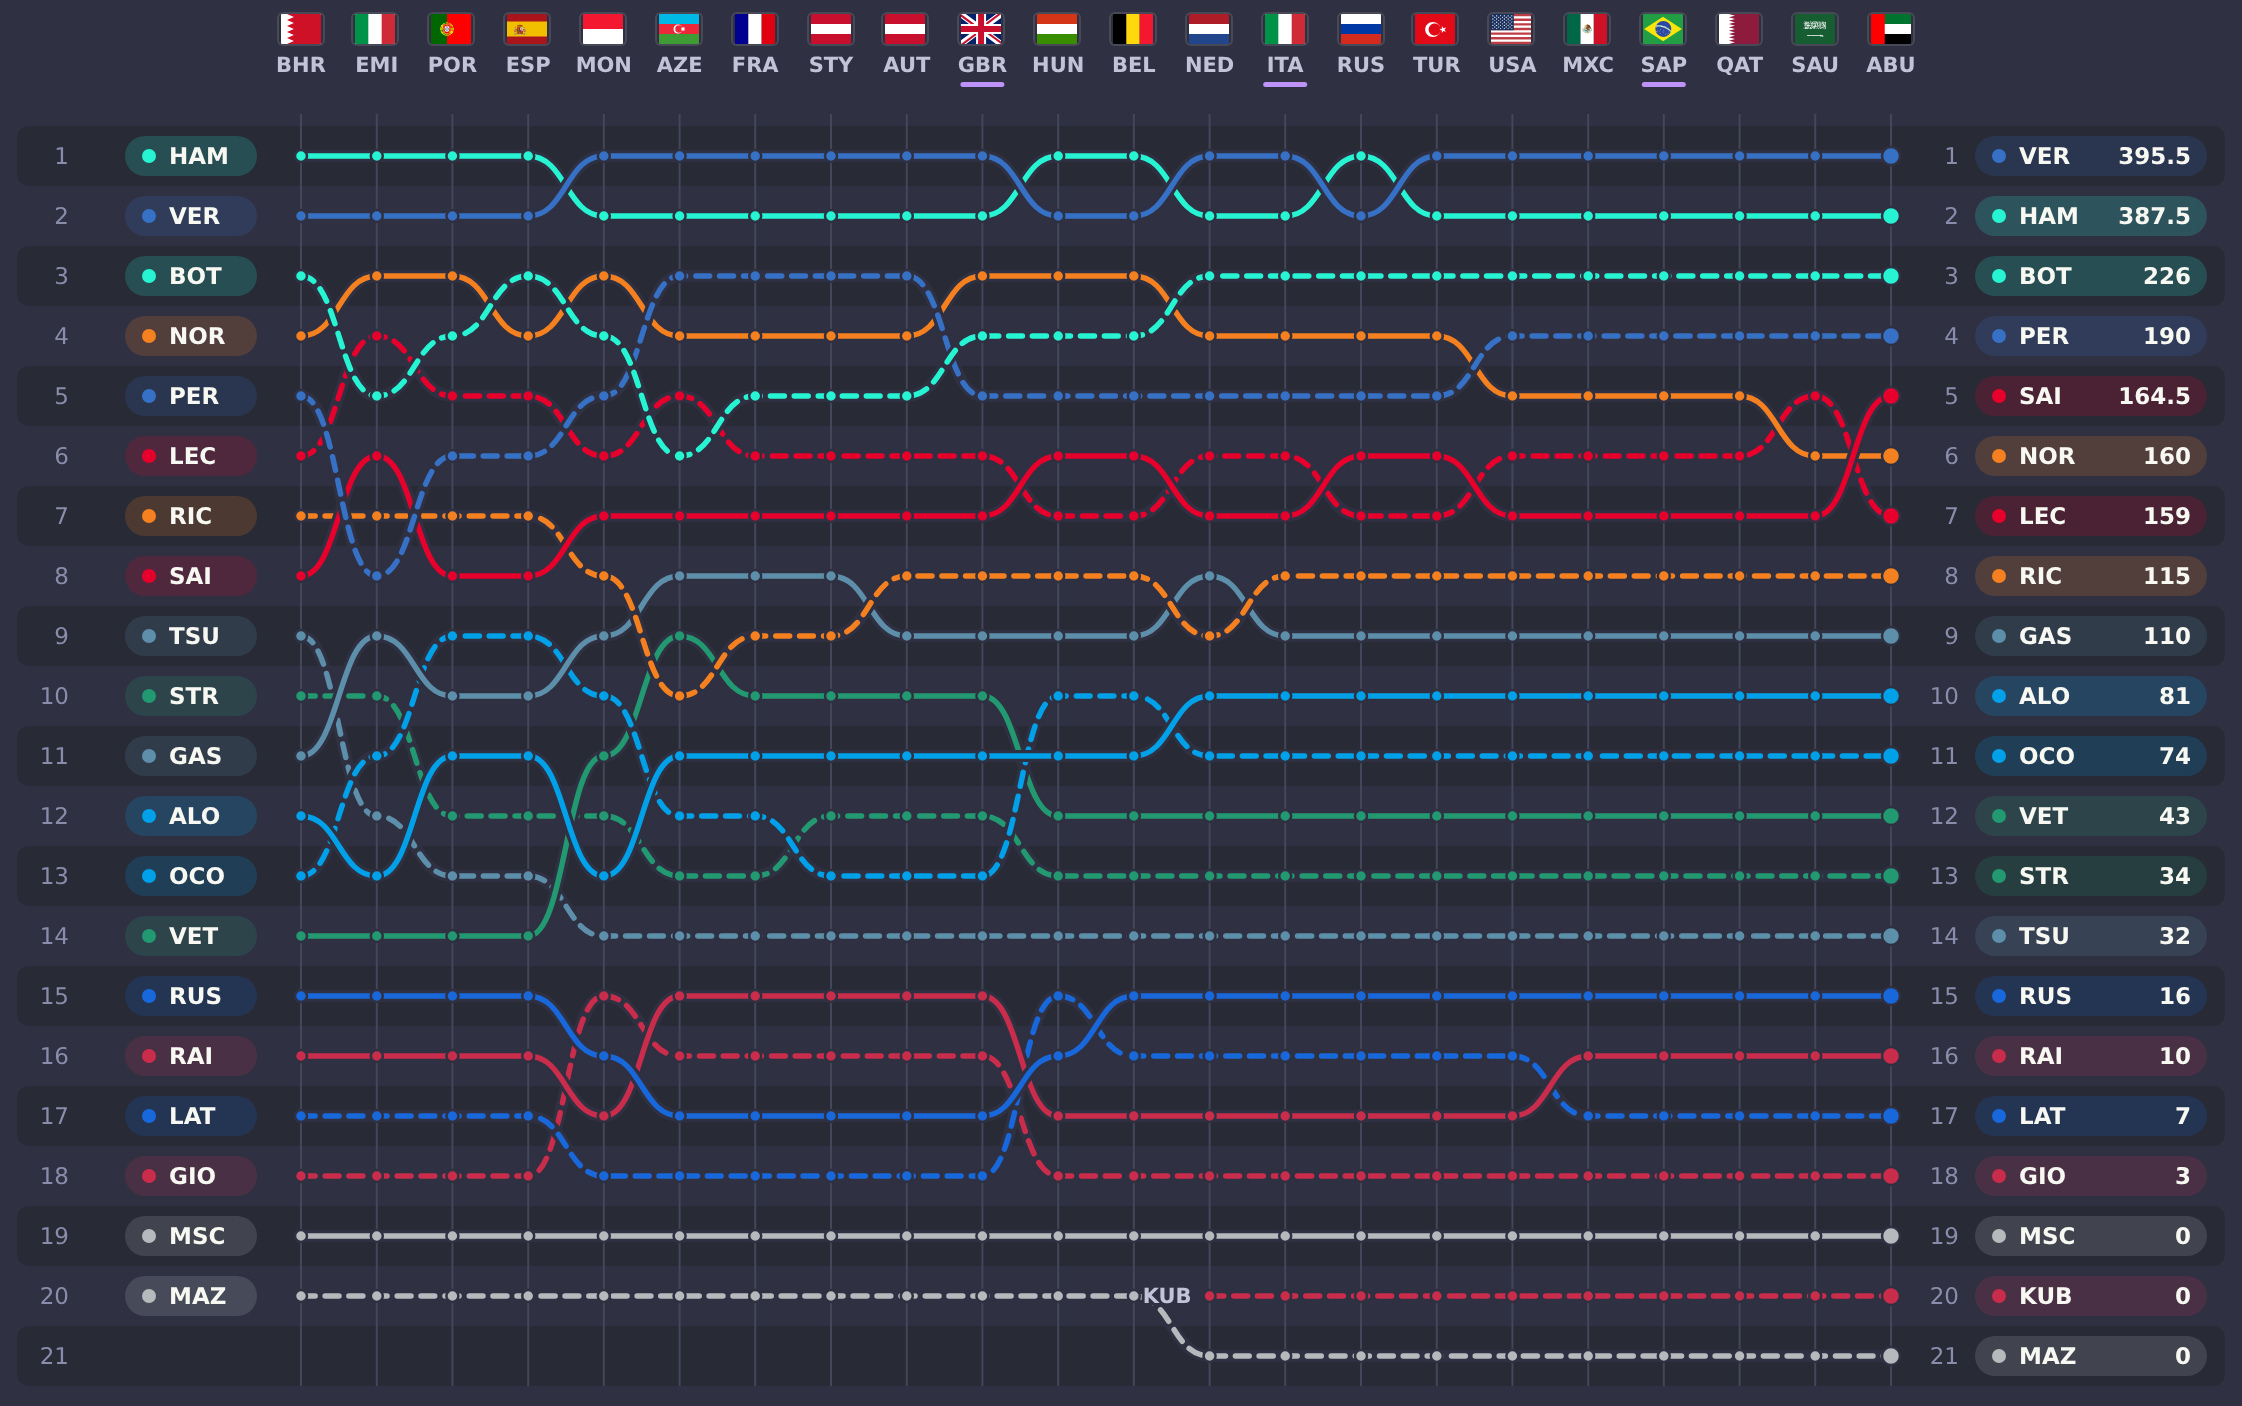 BHR EMI POR ESP MON AZE FRA STY AUT GBR HUN BEL NED ITA RUS TUR USA MXC SAP QAT SAU ABU
1 HAM 1 VER 395.5
2 VER 2 HAM 387.5
3 BOT 3 BOT 226
4 NOR 4 PER 190
5 PER 5 SAI 164.5
6 LEC 6 NOR 160
7 RIC 7 LEC 159
8 SAI 8 RIC 115
9 TSU 9 GAS 110
10 STR 10 ALO 81
11 GAS 11 OCO 74
12 ALO 12 VET 43
13 OCO 13 STR 34
14 VET 14 TSU 32
15 RUS 15 RUS 16
16 RAI 16 RAI 10
17 LAT 17 LAT 7
18 GIO 18 GIO 3
19 MSC 19 MSC 0
20 MAZ KUB 20 KUB 0
21 21 MAZ 0